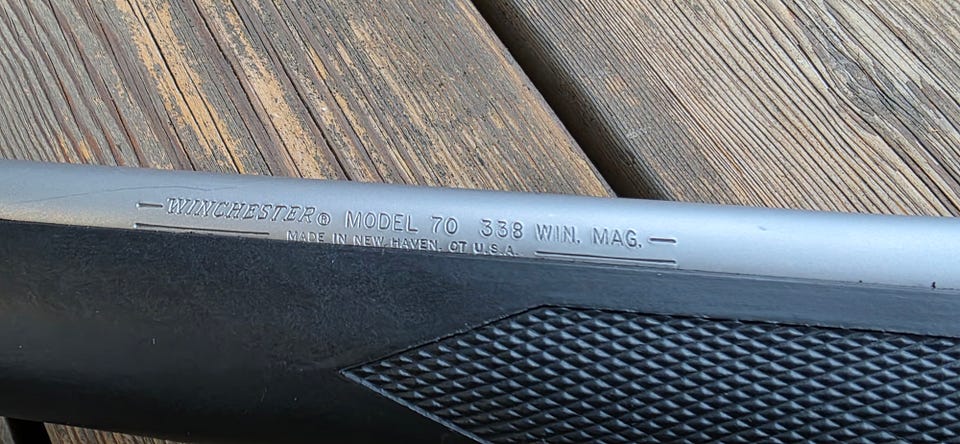 WINCHESTER® MODEL 70 338 WIN. MAG.
MADE IN NEW HAVEN, CT U.S.A.